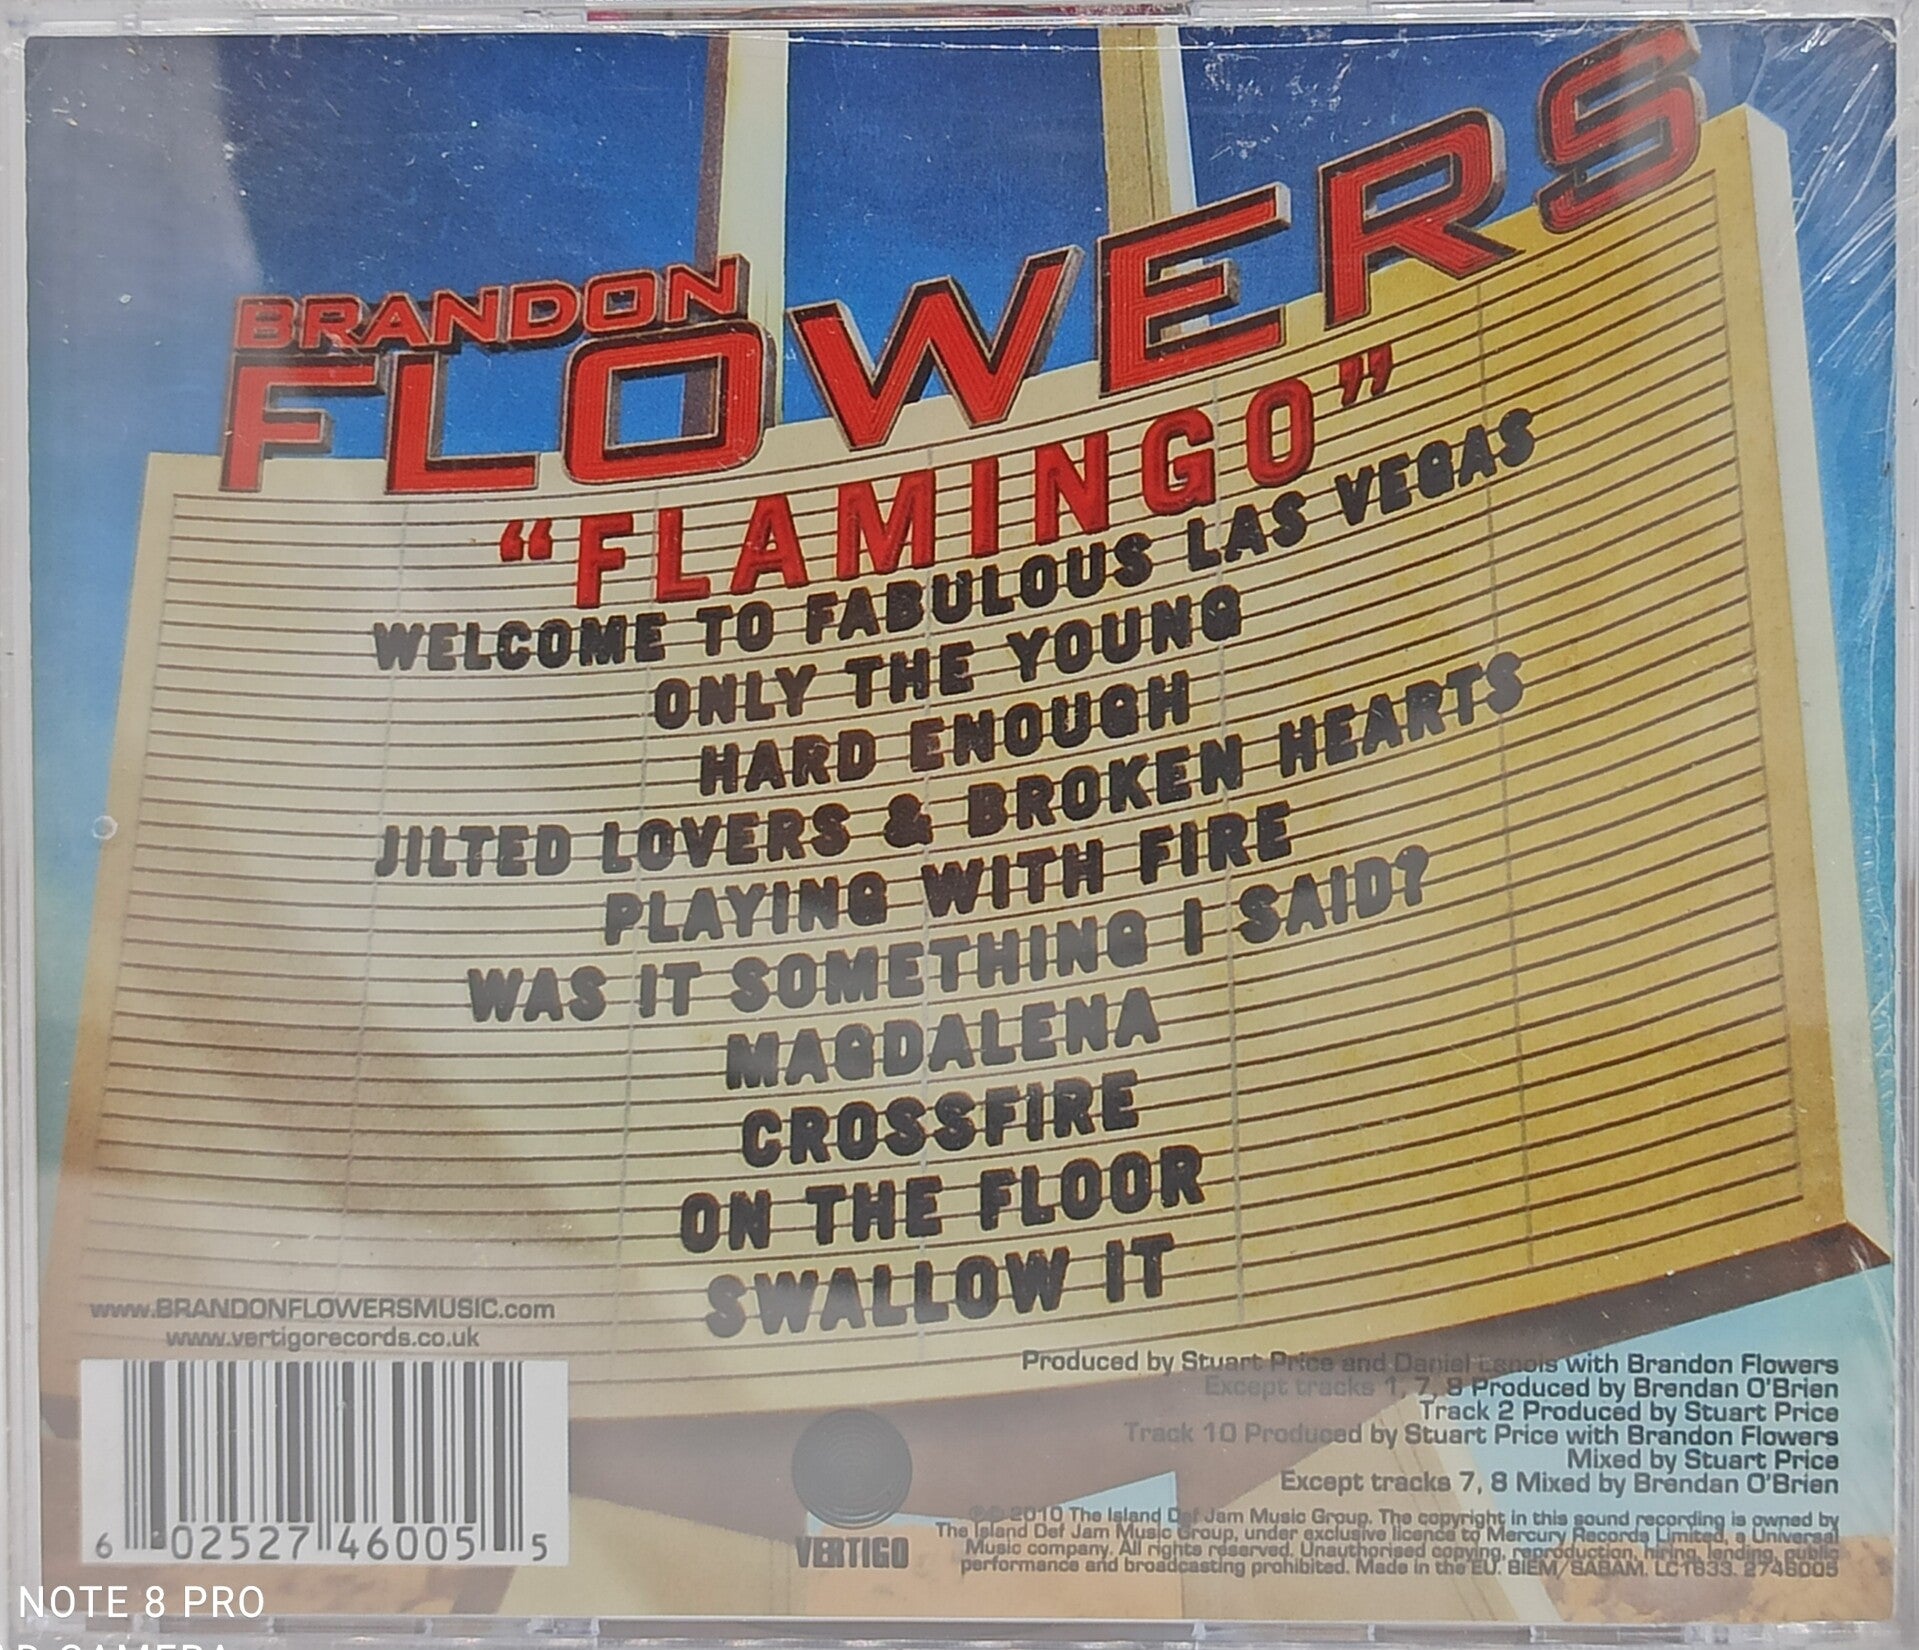 BRANDON
FLOWERS
"FLAMINGO"
WELCOME TO FABULOUS LAS VEGAS
ONLY THE YOUNG
HARD ENOUGH
JILTED LOVERS & BROKEN HEARTS
PLAYING WITH FIRE
WAS IT SOMETHING I SAID?
MAGDALENA
CROSSFIRE
ON THE FLOOR
SWALLOW IT
www.BRANDONFLOWERSMUSIC.com
www.vertigorecords.co.uk
6 02527 46005 5
VERTIGO
Produced by Stuart Price and Daniel Lanois with Brandon Flowers
Except tracks 1, 7, 8 Produced by Brendan O'Brien
Track 2 Produced by Stuart Price
Track 10 Produced by Stuart Price with Brandon Flowers
Mixed by Stuart Price
Except tracks 7, 8 Mixed by Brendan O'Brien
℗© 2010 The Island Def Jam Music Group. The copyright in this sound recording is owned by
The Island Def Jam Music Group, under exclusive licence to Mercury Records Limited, a Universal
Music company. All rights reserved. Unauthorised copying, reproduction, hiring, lending, public
performance and broadcasting prohibited. Made in the EU. BIEM/SABAM. LC1633. 2746005
NOTE 8 PRO